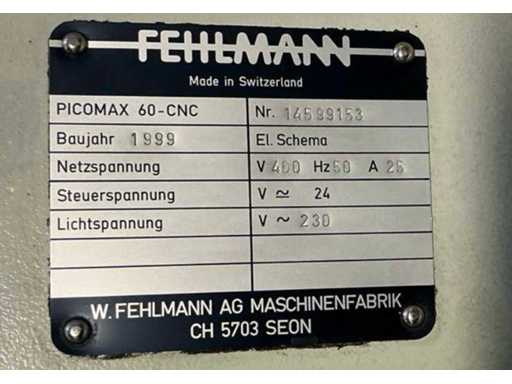 FEHLMANN
Made in Switzerland
PICOMAX 60-CNC Nr. 14599153
Baujahr 1999 El. Schema
Netzspannung V 400 Hz 50 A 25
Steuerspannung V ≃ 24
Lichtspannung V ~ 230
W. FEHLMANN AG MASCHINENFABRIK
CH 5703 SEON